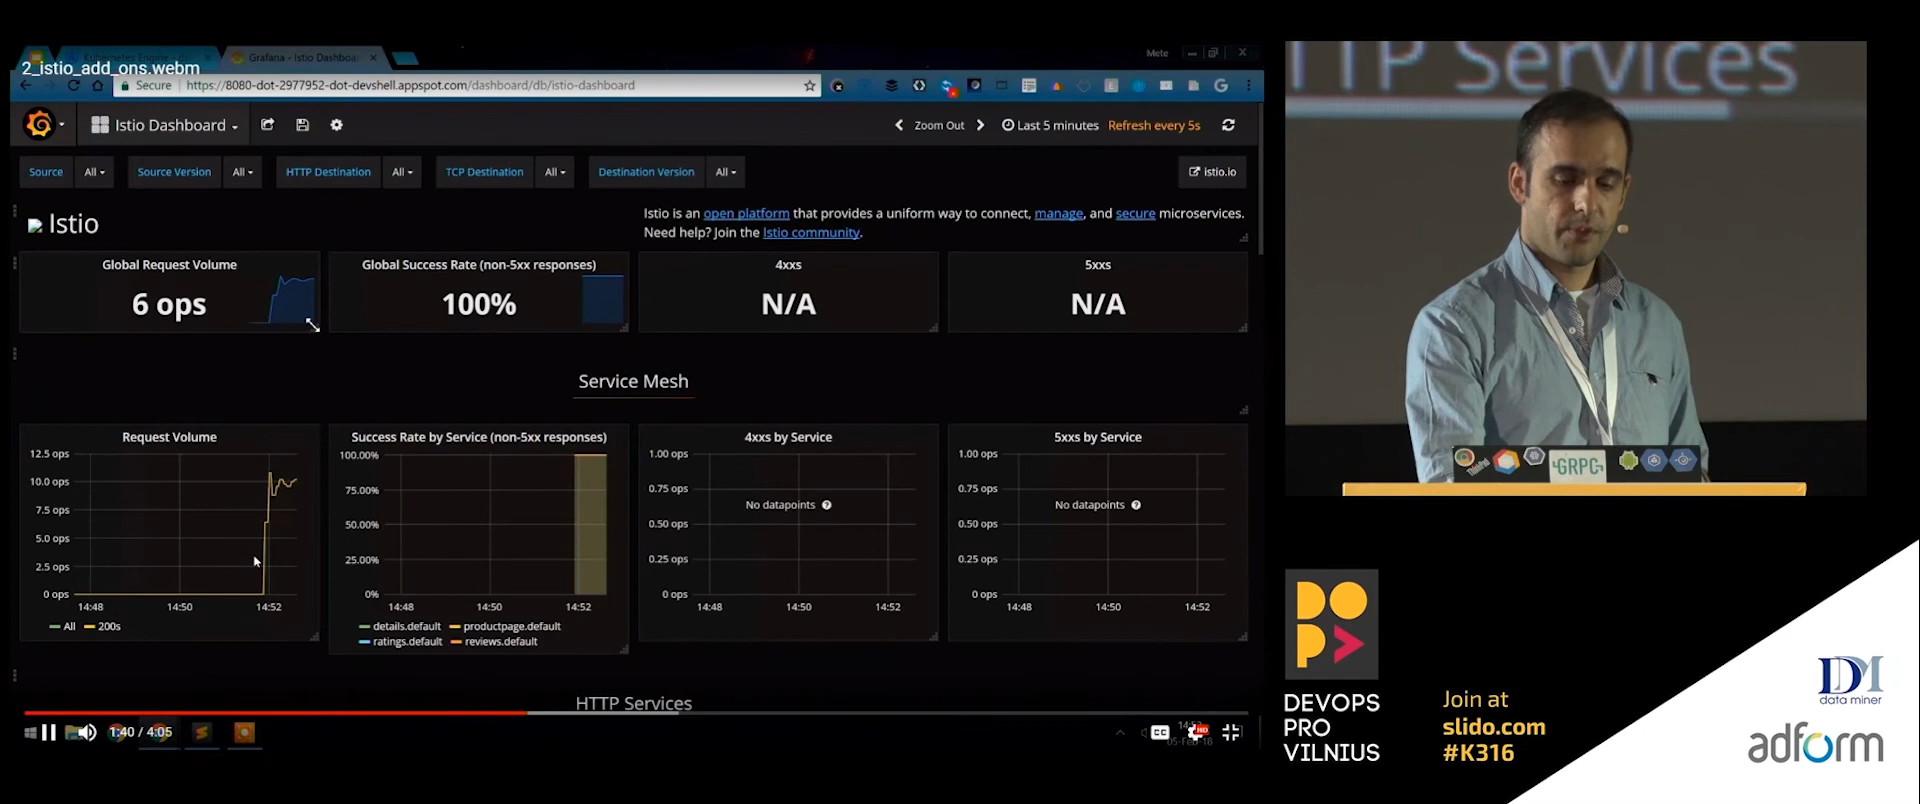 Grafana - Istio Dashboa
Mete
2_istio_add_ons.webm
Secure
https://8080-dot-2977952-dot-devshell.appspot.com/dashboard/db/istio-dashboard
Istio Dashboard
Zoom Out
Last 5 minutes
Refresh every 5s
Source All
Source Version All
HTTP Destination All
TCP Destination All
Destination Version All
istio.io
Istio
Istio is an open platform that provides a uniform way to connect, manage, and secure microservices.
Need help? Join the Istio community.
Global Request Volume
6 ops
Global Success Rate (non-5xx responses)
100%
4xxs
N/A
5xxs
N/A
Service Mesh
Request Volume
12.5 ops
10.0 ops
7.5 ops
5.0 ops
2.5 ops
0 ops
14:48 14:50 14:52
All 200s
Success Rate by Service (non-5xx responses)
100.00%
75.00%
50.00%
25.00%
0%
14:48 14:50 14:52
details.default productpage.default
ratings.default reviews.default
4xxs by Service
1.00 ops
0.75 ops
0.50 ops
0.25 ops
0 ops
No datapoints
14:48 14:50 14:52
5xxs by Service
1.00 ops
0.75 ops
0.50 ops
0.25 ops
0 ops
No datapoints
14:48 14:50 14:52
HTTP Services
1:40 / 4:05
CC
HD
05-Feb-18
TTP Services
ThinkPad
GRPC
DOP
DEVOPS
PRO
VILNIUS
Join at
slido.com
#K316
DM
data miner
adform